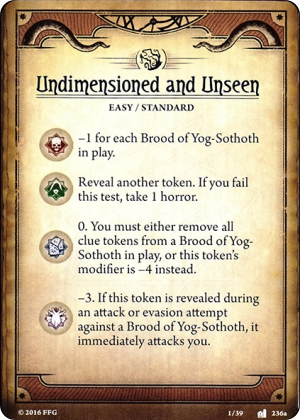 Undimensioned and Unseen
EASY / STANDARD
–1 for each Brood of Yog-Sothoth
in play.
Reveal another token. If you fail
this test, take 1 horror.
0. You must either remove all
clue tokens from a Brood of Yog-
Sothoth in play, or this token's
modifier is –4 instead.
–3. If this token is revealed during
an attack or evasion attempt
against a Brood of Yog-Sothoth, it
immediately attacks you.
© 2016 FFG 1/39 236a